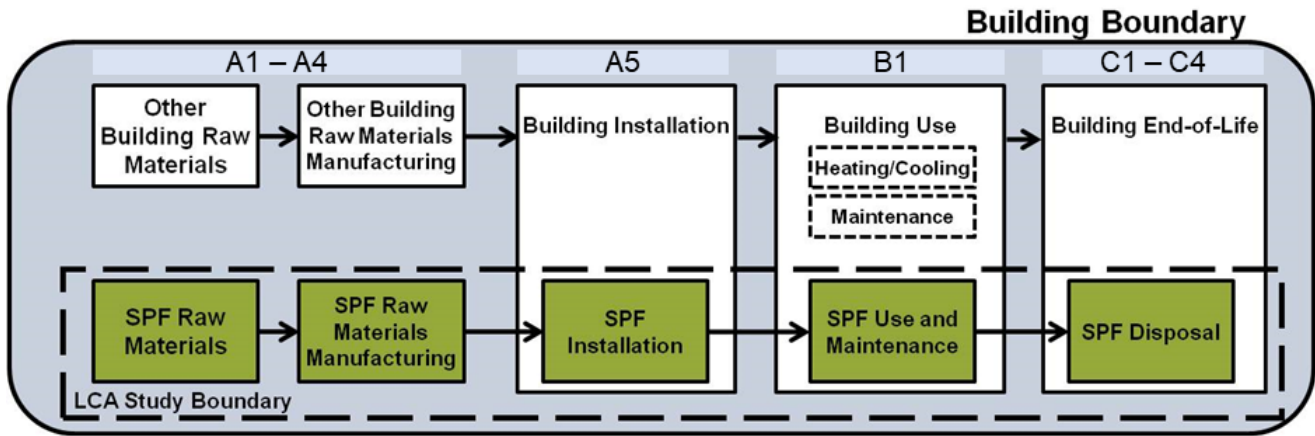 Building Boundary
A1 – A4
A5
B1
C1 – C4
Other
Building Raw
Materials
Other Building
Raw Materials
Manufacturing
Building Installation
Building Use
Heating/Cooling
Maintenance
Building End-of-Life
SPF Raw
Materials
SPF Raw
Materials
Manufacturing
SPF
Installation
SPF Use and
Maintenance
SPF Disposal
LCA Study Boundary